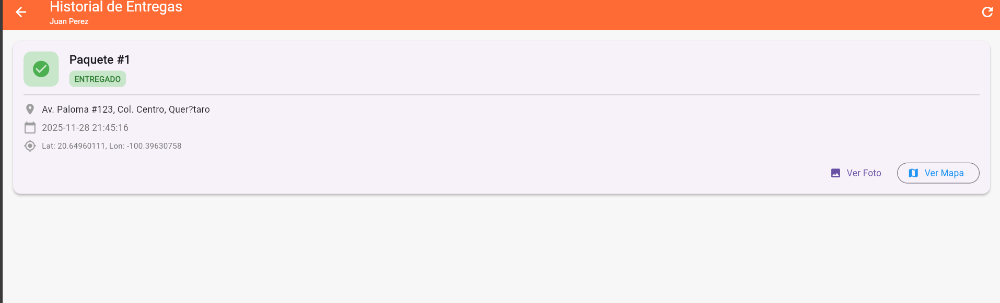 Historial de Entregas
Juan Perez
Paquete #1
ENTREGADO
Av. Paloma #123, Col. Centro, Quer?taro
2025-11-28 21:45:16
Lat: 20.64960111, Lon: -100.39630758
Ver Foto
Ver Mapa